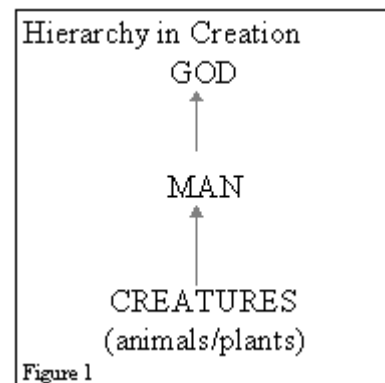 Hierarchy in Creation
GOD
MAN
CREATURES
(animals/plants)
Figure 1